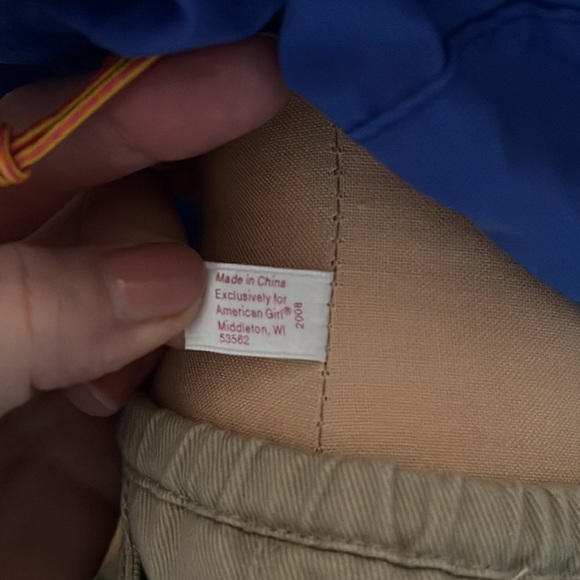 Made in China
Exclusively for
American Girl®
Middleton, WI
53562
2008